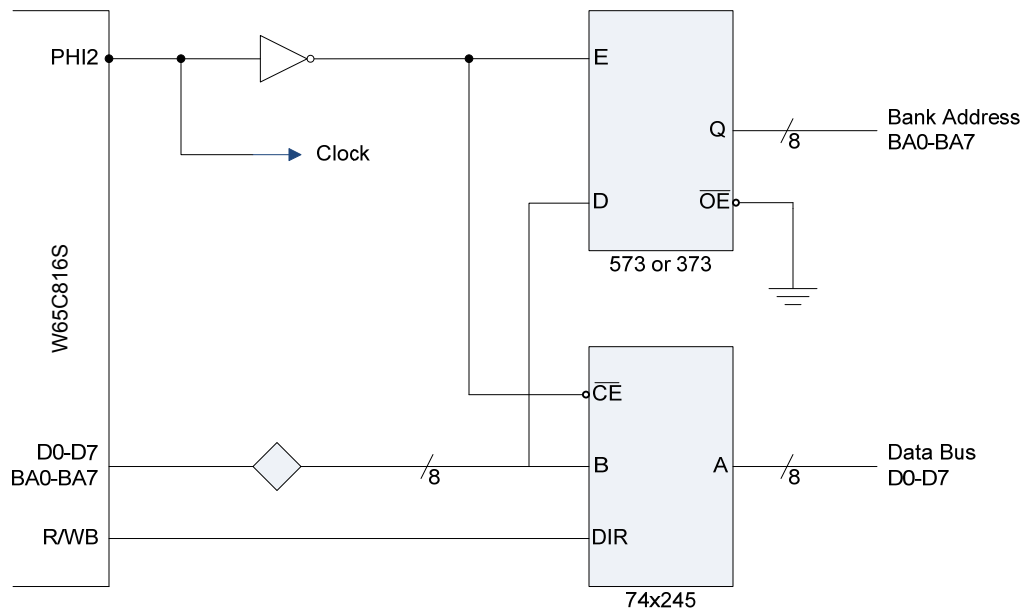 PHI2
E
Q
8
Bank Address
BA0-BA7
Clock
D
OE
573 or 373
W65C816S
CE
D0-D7
BA0-BA7
8
B
A
8
Data Bus
D0-D7
R/WB
DIR
74x245